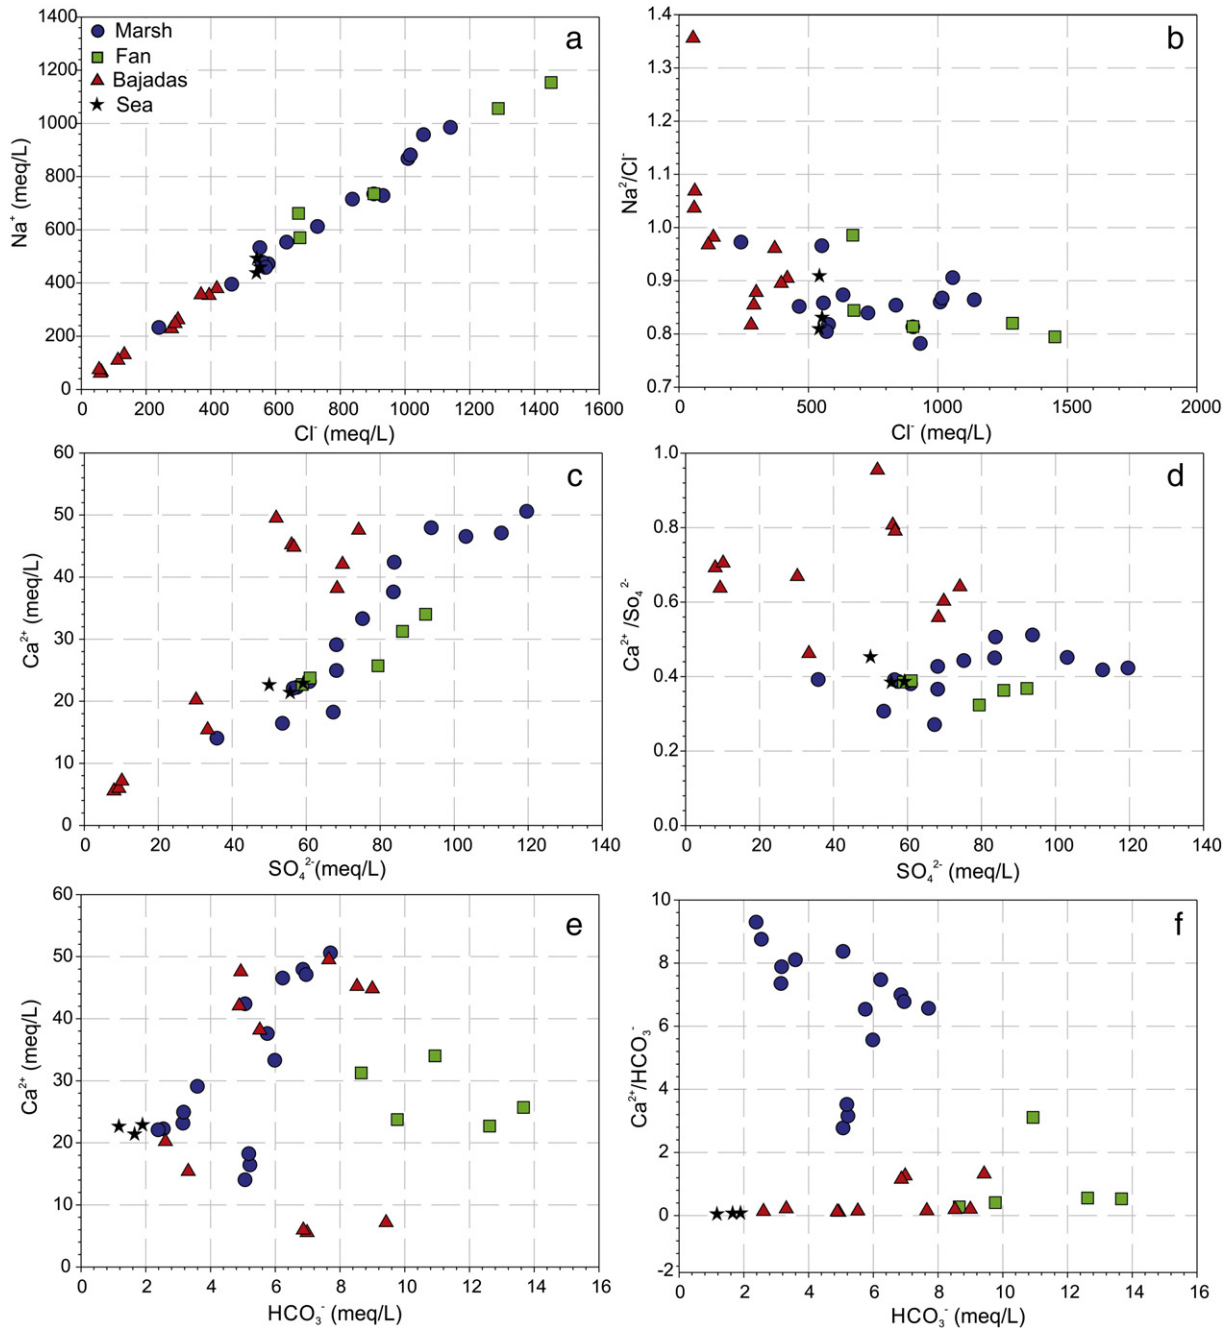 a
Marsh
Fan
Bajadas
Sea
1400
1200
1000
800
600
400
200
0
Na⁺ (meq/L)
0 200 400 600 800 1000 1200 1400 1600
Cl⁻ (meq/L)
b
1.4
1.3
1.2
1.1
1.0
0.9
0.8
0.7
Na²/Cl⁻
0 500 1000 1500 2000
Cl⁻ (meq/L)
c
60
50
40
30
20
10
0
Ca²⁺ (meq/L)
0 20 40 60 80 100 120 140
SO₄²⁻(meq/L)
d
1.0
0.8
0.6
0.4
0.2
0.0
Ca²⁺/So₄²⁻
0 20 40 60 80 100 120 140
SO₄²⁻ (meq/L)
e
60
50
40
30
20
10
0
Ca²⁺ (meq/L)
0 2 4 6 8 10 12 14 16
HCO₃⁻ (meq/L)
f
10
8
6
4
2
0
-2
Ca²⁺/HCO₃⁻
0 2 4 6 8 10 12 14 16
HCO₃⁻ (meq/L)